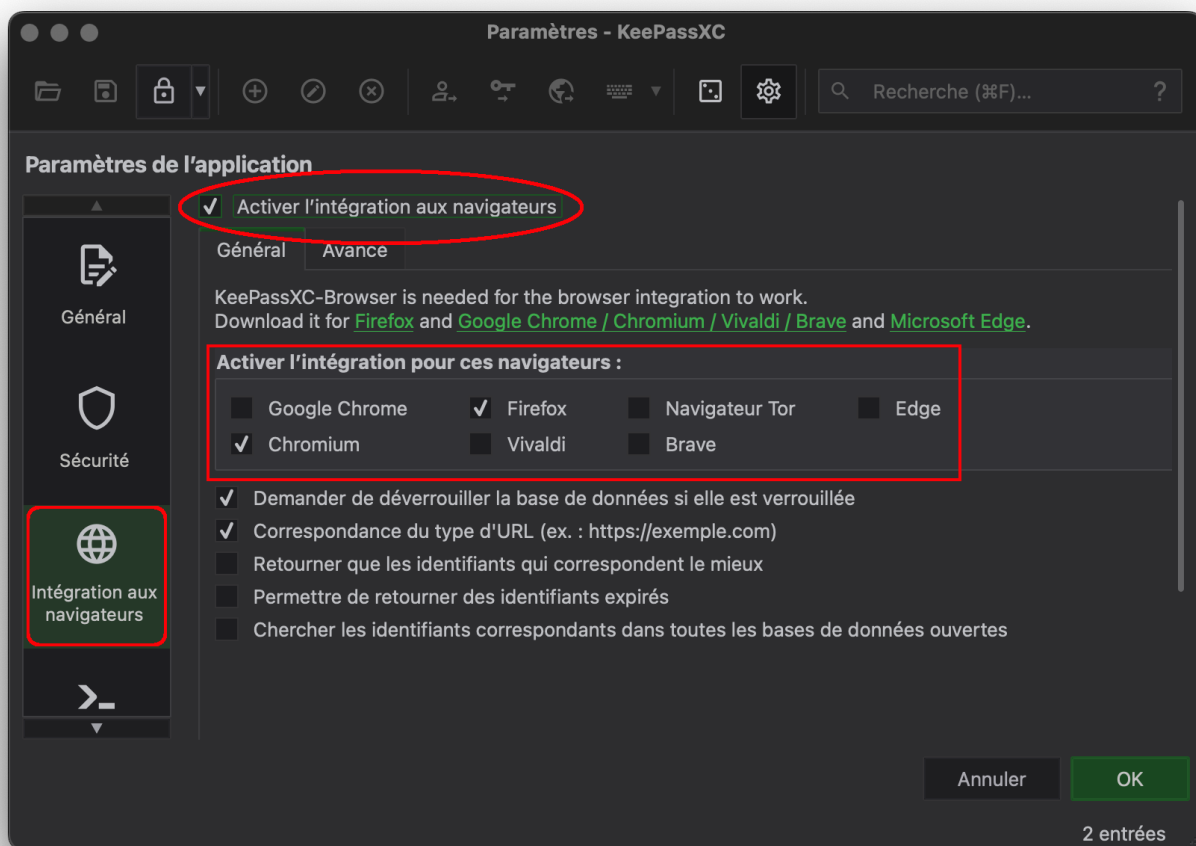 Paramètres - KeePassXC
Recherche (⌘F)... ?
Paramètres de l’application
Activer l’intégration aux navigateurs
Général Avance
KeePassXC-Browser is needed for the browser integration to work.
Download it for Firefox and Google Chrome / Chromium / Vivaldi / Brave and Microsoft Edge.
Activer l’intégration pour ces navigateurs :
Google Chrome Firefox Navigateur Tor Edge
Chromium Vivaldi Brave
Demander de déverrouiller la base de données si elle est verrouillée
Correspondance du type d'URL (ex. : https://exemple.com)
Retourner que les identifiants qui correspondent le mieux
Permettre de retourner des identifiants expirés
Chercher les identifiants correspondants dans toutes les bases de données ouvertes
Général
Sécurité
Intégration aux
navigateurs
Annuler OK
2 entrées